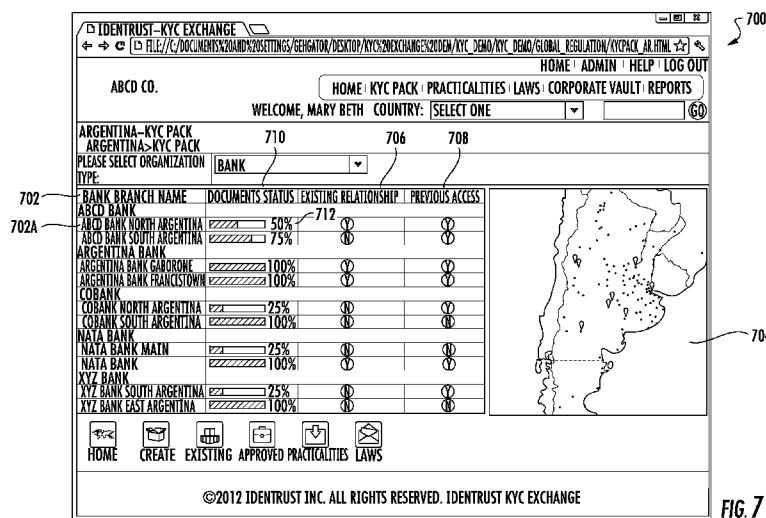 IDENTRUST-KYC EXCHANGE
700
FILE://C:/DOCUMENTS%20AND%20SETTINGS/GEHGATOR/DESKTOP/KYC%20EXCHANGE%20DEM/KYC_DEMO/KYC_DEMO/GLOBAL_REGULATION/KYCPACK_AR.HTML
HOME | ADMIN | HELP | LOG OUT
ABCD CO.
HOME | KYC PACK | PRACTICALITIES | LAWS | CORPORATE VAULT | REPORTS
WELCOME, MARY BETH COUNTRY: SELECT ONE GO
ARGENTINA-KYC PACK
ARGENTINA>KYC PACK
710 706 708
PLEASE SELECT ORGANIZATION TYPE: BANK
702 BANK BRANCH NAME DOCUMENTS STATUS EXISTING RELATIONSHIP PREVIOUS ACCESS
ABCD BANK
702A ABCD BANK NORTH ARGENTINA 50% 712 Y Y
ABCD BANK SOUTH ARGENTINA 75% N Y
ARGENTINA BANK
ARGENTINA BANK GABORONE 100% Y Y
ARGENTINA BANK FRANCISTOWN 100% Y Y
COBANK
COBANK NORTH ARGENTINA 25% N Y
COBANK SOUTH ARGENTINA 100% N N
NATA BANK
NATA BANK MAIN 25% N N
NATA BANK 100% Y Y
XYZ BANK
XYZ BANK SOUTH ARGENTINA 25% N Y
XYZ BANK EAST ARGENTINA 100% N N
HOME CREATE EXISTING APPROVED PRACTICALITIES LAWS
©2012 IDENTRUST INC. ALL RIGHTS RESERVED. IDENTRUST KYC EXCHANGE
FIG. 7